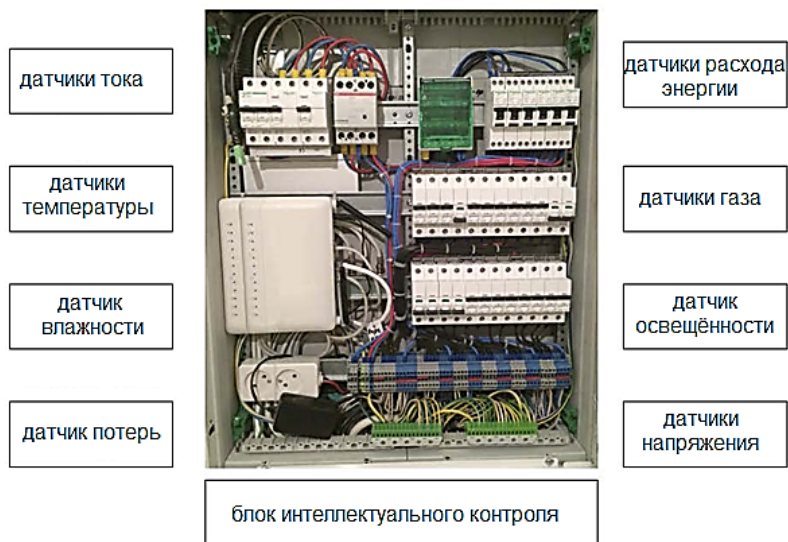 датчики тока
датчики расхода
энергии
датчики
температуры
датчики газа
датчик
влажности
датчик
освещённости
датчик потерь
датчики
напряжения
блок интеллектуального контроля